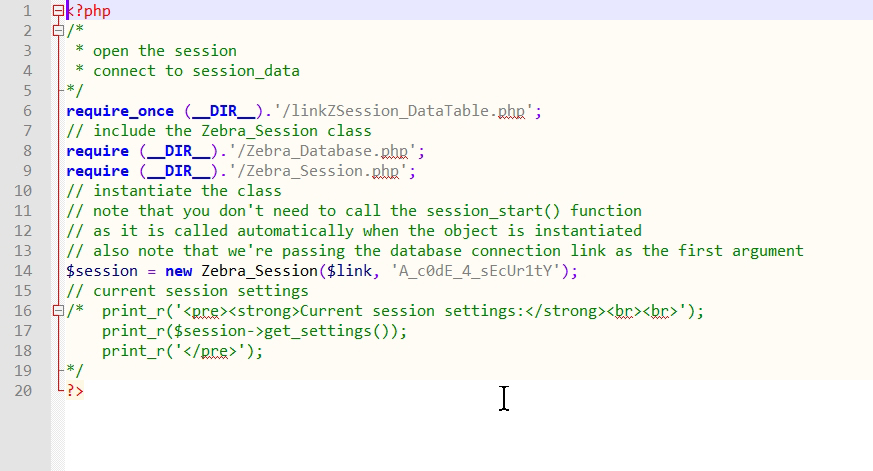 1 <?php
2 /*
3  * open the session
4  * connect to session_data
5 */
6 require_once (__DIR__).'/linkZSession_DataTable.php';
7 // include the Zebra_Session class
8 require (__DIR__).'/Zebra_Database.php';
9 require (__DIR__).'/Zebra_Session.php';
10 // instantiate the class
11 // note that you don't need to call the session_start() function
12 // as it is called automatically when the object is instantiated
13 // also note that we're passing the database connection link as the first argument
14 $session = new Zebra_Session($link, 'A_c0dE_4_sEcUr1tY');
15 // current session settings
16 /*  print_r('<pre><strong>Current session settings:</strong><br><br>');
17     print_r($session->get_settings());
18     print_r('</pre>');
19 */
20 ?>